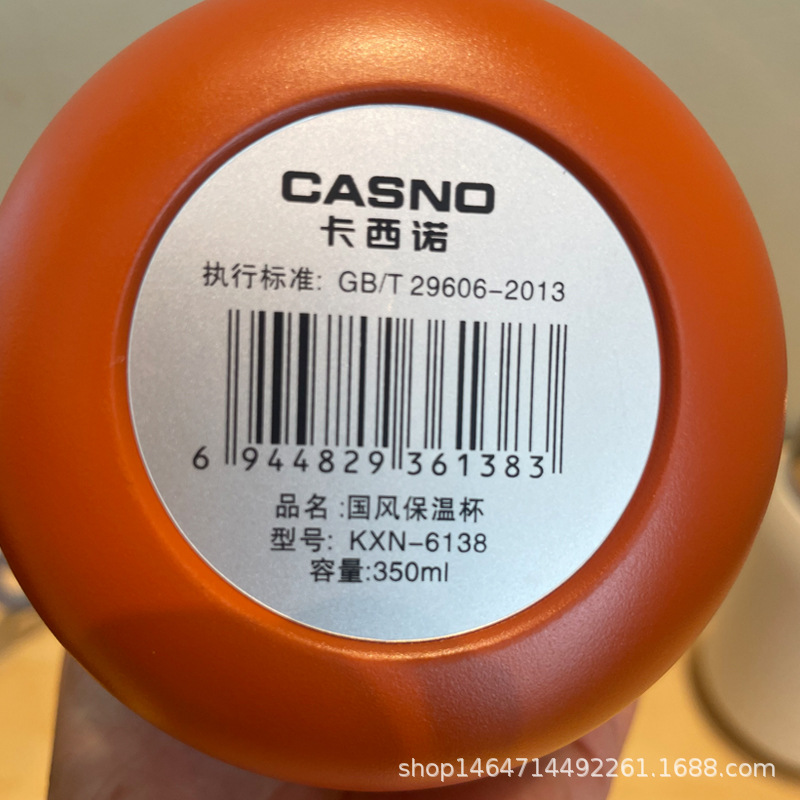 CASNO
卡西诺
执行标准: GB/T 29606-2013
6 944829 361383
品名:国风保温杯
型号: KXN-6138
容量:350ml
shop1464714492261.1688.com